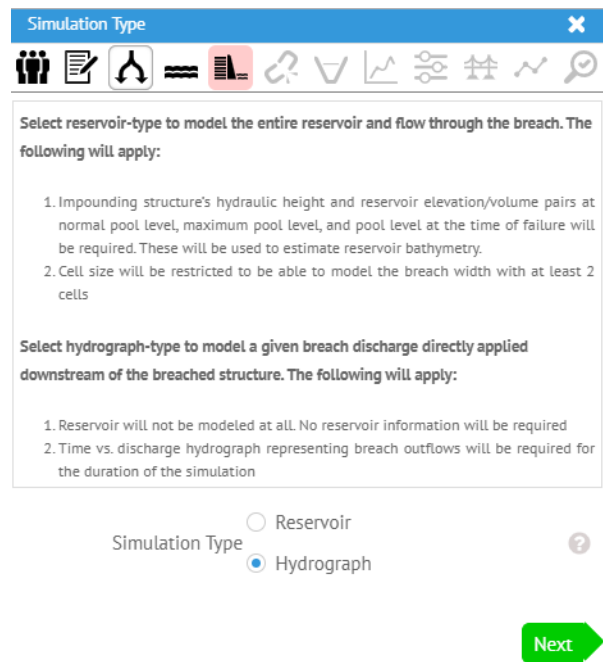 Simulation Type
Select reservoir-type to model the entire reservoir and flow through the breach. The
following will apply:
1. Impounding structure's hydraulic height and reservoir elevation/volume pairs at
normal pool level, maximum pool level, and pool level at the time of failure will
be required. These will be used to estimate reservoir bathymetry.
2. Cell size will be restricted to be able to model the breach width with at least 2
cells
Select hydrograph-type to model a given breach discharge directly applied
downstream of the breached structure. The following will apply:
1. Reservoir will not be modeled at all. No reservoir information will be required
2. Time vs. discharge hydrograph representing breach outflows will be required for
the duration of the simulation
Simulation Type
Reservoir
Hydrograph
?
Next